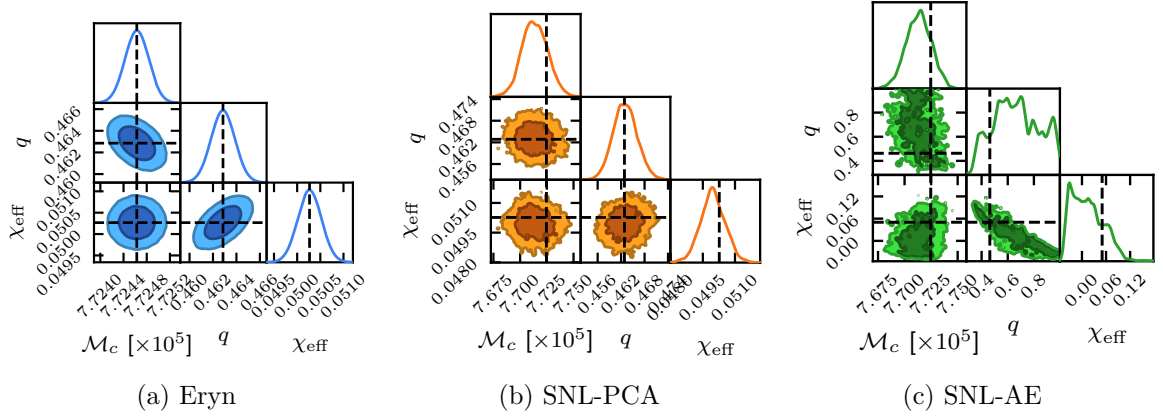 q
0.466
0.464
0.462
0.460
χeff
0.0510
0.0505
0.0500
0.0495
7.7240 7.7244 7.7248 7.7252
0.460 0.462 0.464 0.466
0.0495 0.0500 0.0505 0.0510
ℳc [×10⁵] q χeff
(a) Eryn
q
0.474
0.468
0.462
0.456
χeff
0.0510
0.0495
0.0480
7.675 7.700 7.725 7.750
0.456 0.462 0.468 0.474
0.0480 0.0495 0.0510
ℳc [×10⁵] q χeff
(b) SNL-PCA
q
0.8
0.6
0.4
χeff
0.12
0.06
0.00
7.675 7.700 7.725 7.750
0.4 0.6 0.8
0.00 0.06 0.12
ℳc [×10⁵] q χeff
(c) SNL-AE